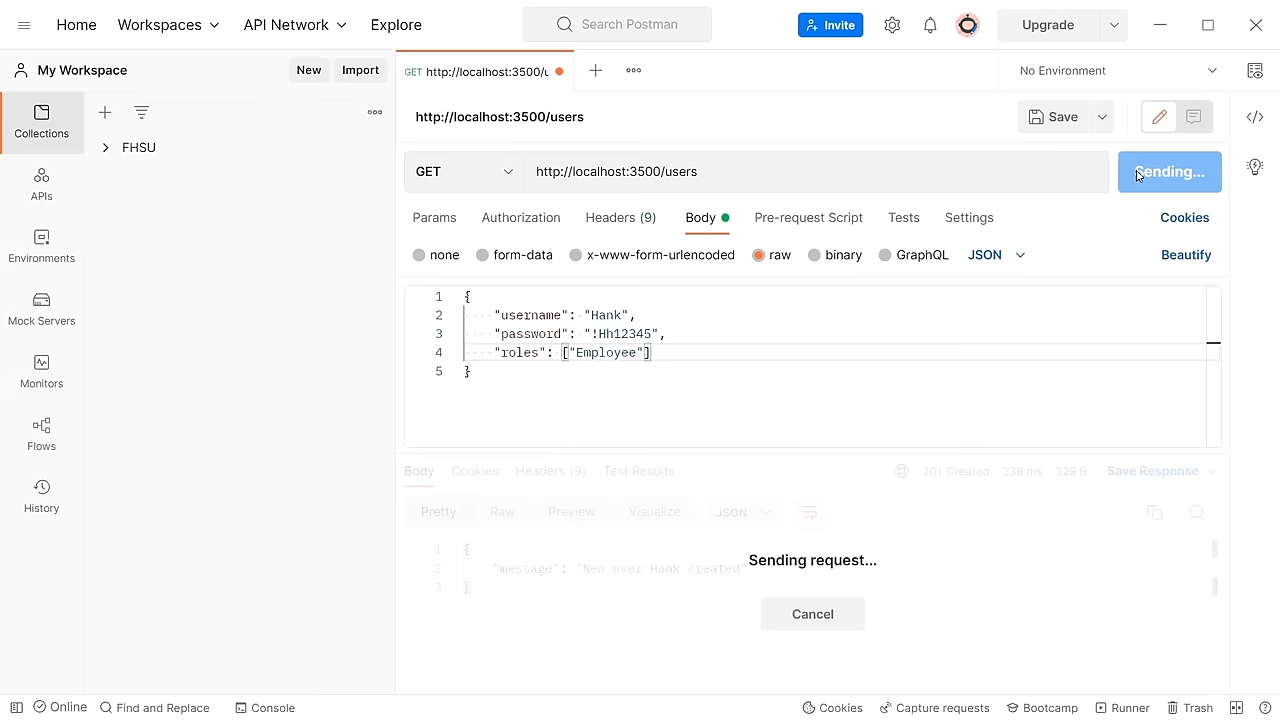 Home Workspaces API Network Explore Search Postman Invite Upgrade
My Workspace New Import GET http://localhost:3500/u No Environment
Collections
FHSU
APIs
Environments
Mock Servers
Monitors
Flows
History
http://localhost:3500/users Save
GET http://localhost:3500/users Sending...
Params Authorization Headers (9) Body Pre-request Script Tests Settings Cookies
none form-data x-www-form-urlencoded raw binary GraphQL JSON Beautify
1 {
2 "username": "Hank",
3 "password": "!Hh12345",
4 "roles": ["Employee"]
5 }
Body Cookies Headers (9) Test Results 201 Created 238 ms 329 B Save Response
Pretty Raw Preview Visualize JSON
1 {
2 "message": "New user Hank created"
3 }
Sending request...
Cancel
Online Find and Replace Console Cookies Capture requests Bootcamp Runner Trash